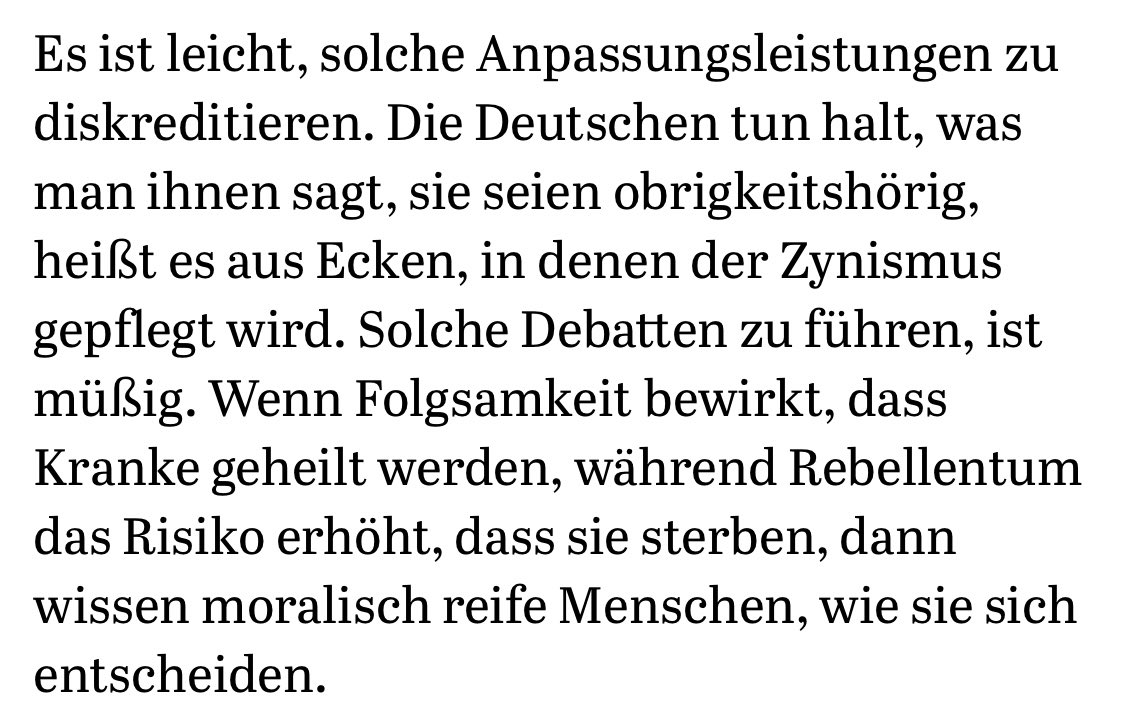 Es ist leicht, solche Anpassungsleistungen zu
diskreditieren. Die Deutschen tun halt, was
man ihnen sagt, sie seien obrigkeitshörig,
heißt es aus Ecken, in denen der Zynismus
gepflegt wird. Solche Debatten zu führen, ist
müßig. Wenn Folgsamkeit bewirkt, dass
Kranke geheilt werden, während Rebellentum
das Risiko erhöht, dass sie sterben, dann
wissen moralisch reife Menschen, wie sie sich
entscheiden.